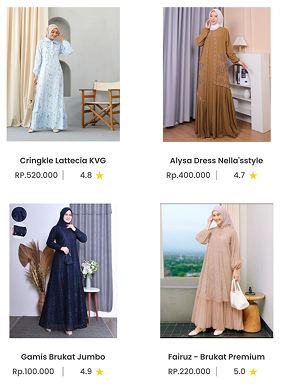 Cringkle Lattecia KVG
RP.520.000 | 4.8
Alysa Dress Nella'sstyle
Rp.400.000 | 4.7
Gamis Brukat Jumbo
Rp.100.000 | 4.9
Fairuz - Brukat Premium
RP.220.000 | 5.0